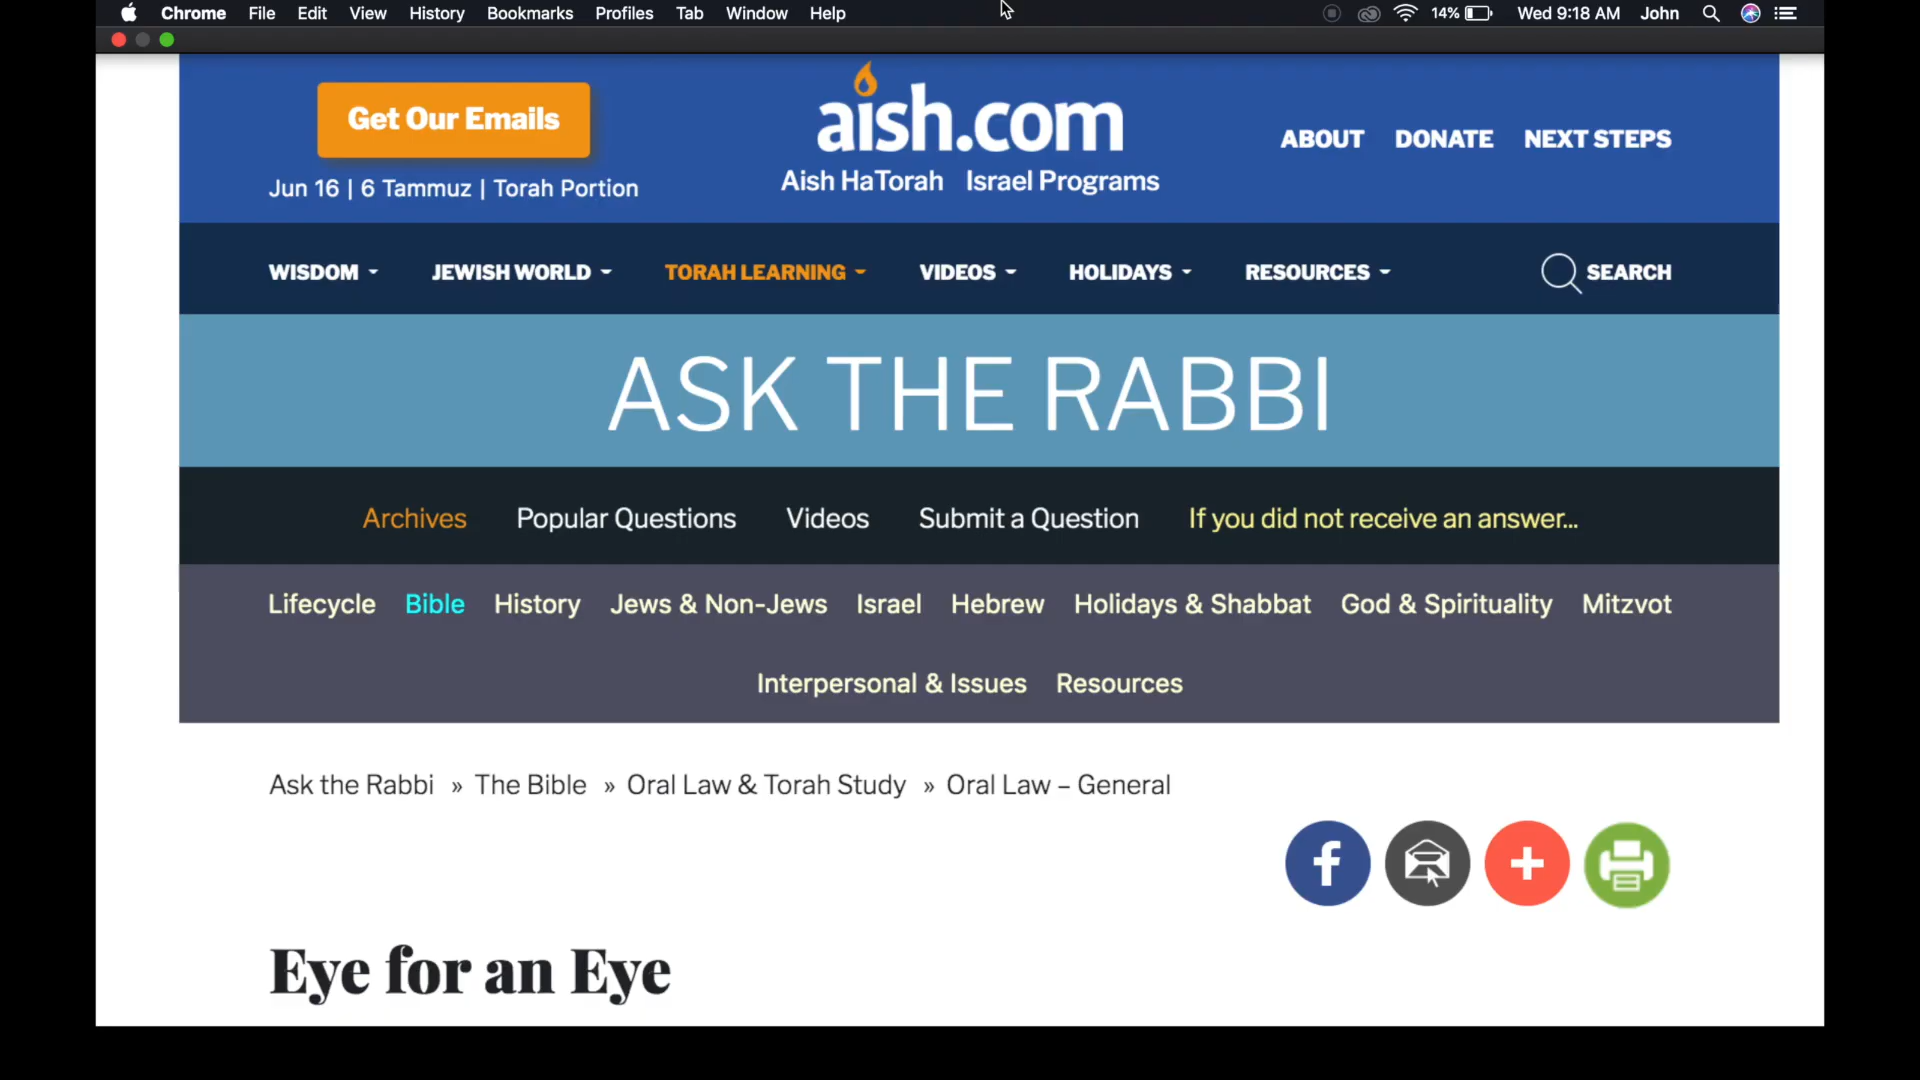 Chrome File Edit View History Bookmarks Profiles Tab Window Help 14% Wed 9:18 AM John
Get Our Emails
aish.com
ABOUT DONATE NEXT STEPS
Jun 16 | 6 Tammuz | Torah Portion
Aish HaTorah Israel Programs
WISDOM JEWISH WORLD TORAH LEARNING VIDEOS HOLIDAYS RESOURCES SEARCH
ASK THE RABBI
Archives Popular Questions Videos Submit a Question If you did not receive an answer...
Lifecycle Bible History Jews & Non-Jews Israel Hebrew Holidays & Shabbat God & Spirituality Mitzvot
Interpersonal & Issues Resources
Ask the Rabbi » The Bible » Oral Law & Torah Study » Oral Law – General
f
Eye for an Eye